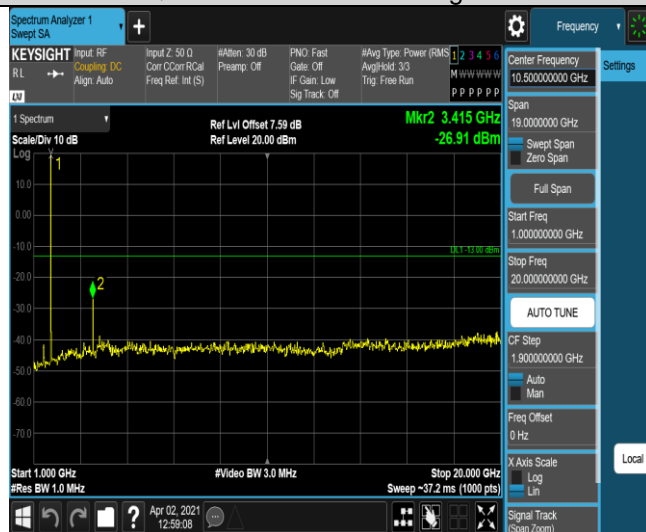 Spectrum Analyzer 1
Swept SA
+
Frequency
KEYSIGHT
RL
LXI
Input: RF
Coupling: DC
Align: Auto
Input Z: 50 Ω
Corr CCorr RCal
Freq Ref: Int (S)
#Atten: 30 dB
Preamp: Off
PNO: Fast
Gate: Off
IF Gain: Low
Sig Track: Off
#Avg Type: Power (RMS
Avg|Hold: 3/3
Trig: Free Run
1 2 3 4 5 6
M W W W W W
P P P P P P
1 Spectrum
Scale/Div 10 dB
Log
Ref Lvl Offset 7.59 dB
Ref Level 20.00 dBm
Mkr2 3.415 GHz
-26.91 dBm
1
2
DL1 -13.00 dBm
10.0
0.00
-10.0
-20.0
-30.0
-40.0
-50.0
-60.0
-70.0
Start 1.000 GHz
#Res BW 1.0 MHz
#Video BW 3.0 MHz
Stop 20.000 GHz
Sweep ~37.2 ms (1000 pts)
Apr 02, 2021
12:59:08
Center Frequency
10.500000000 GHz
Span
19.0000000 GHz
Swept Span
Zero Span
Full Span
Start Freq
1.000000000 GHz
Stop Freq
20.000000000 GHz
AUTO TUNE
CF Step
1.900000000 GHz
Auto
Man
Freq Offset
0 Hz
X Axis Scale
Log
Lin
Signal Track
(Span Zoom)
Settings
Local